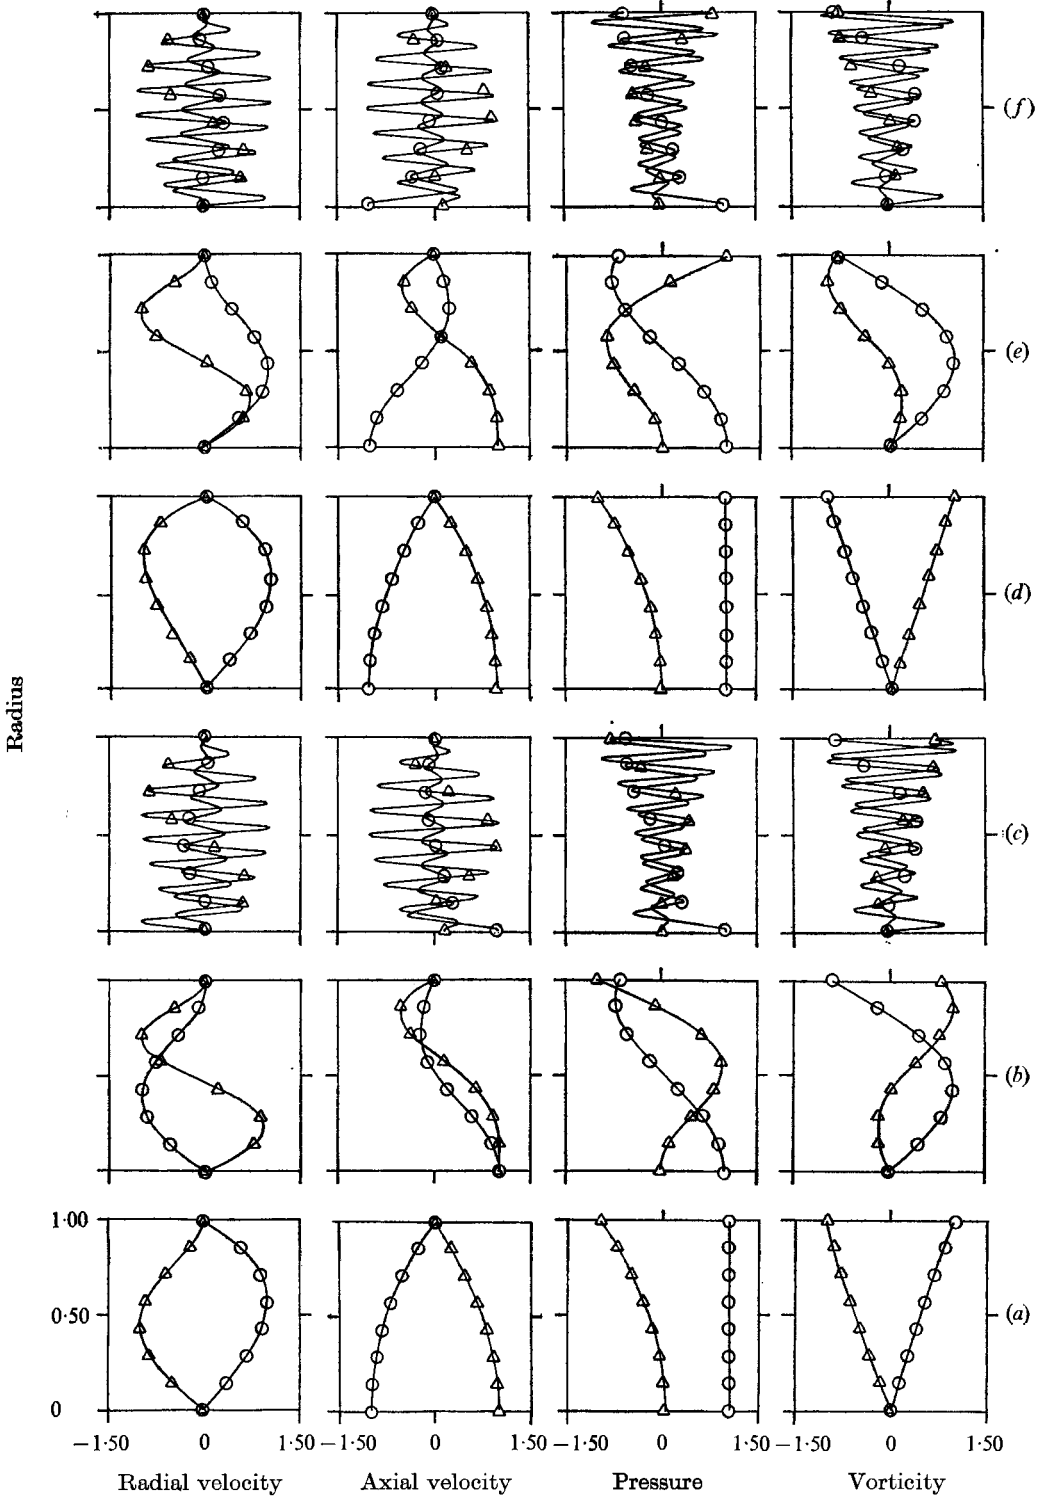 Radius
(f)
(e)
(d)
(c)
(b)
1·00
0·50
0
(a)
−1·50 0 1·50 −1·50 0 1·50 −1·50 0 1·50 −1·50 0 1·50
Radial velocity Axial velocity Pressure Vorticity